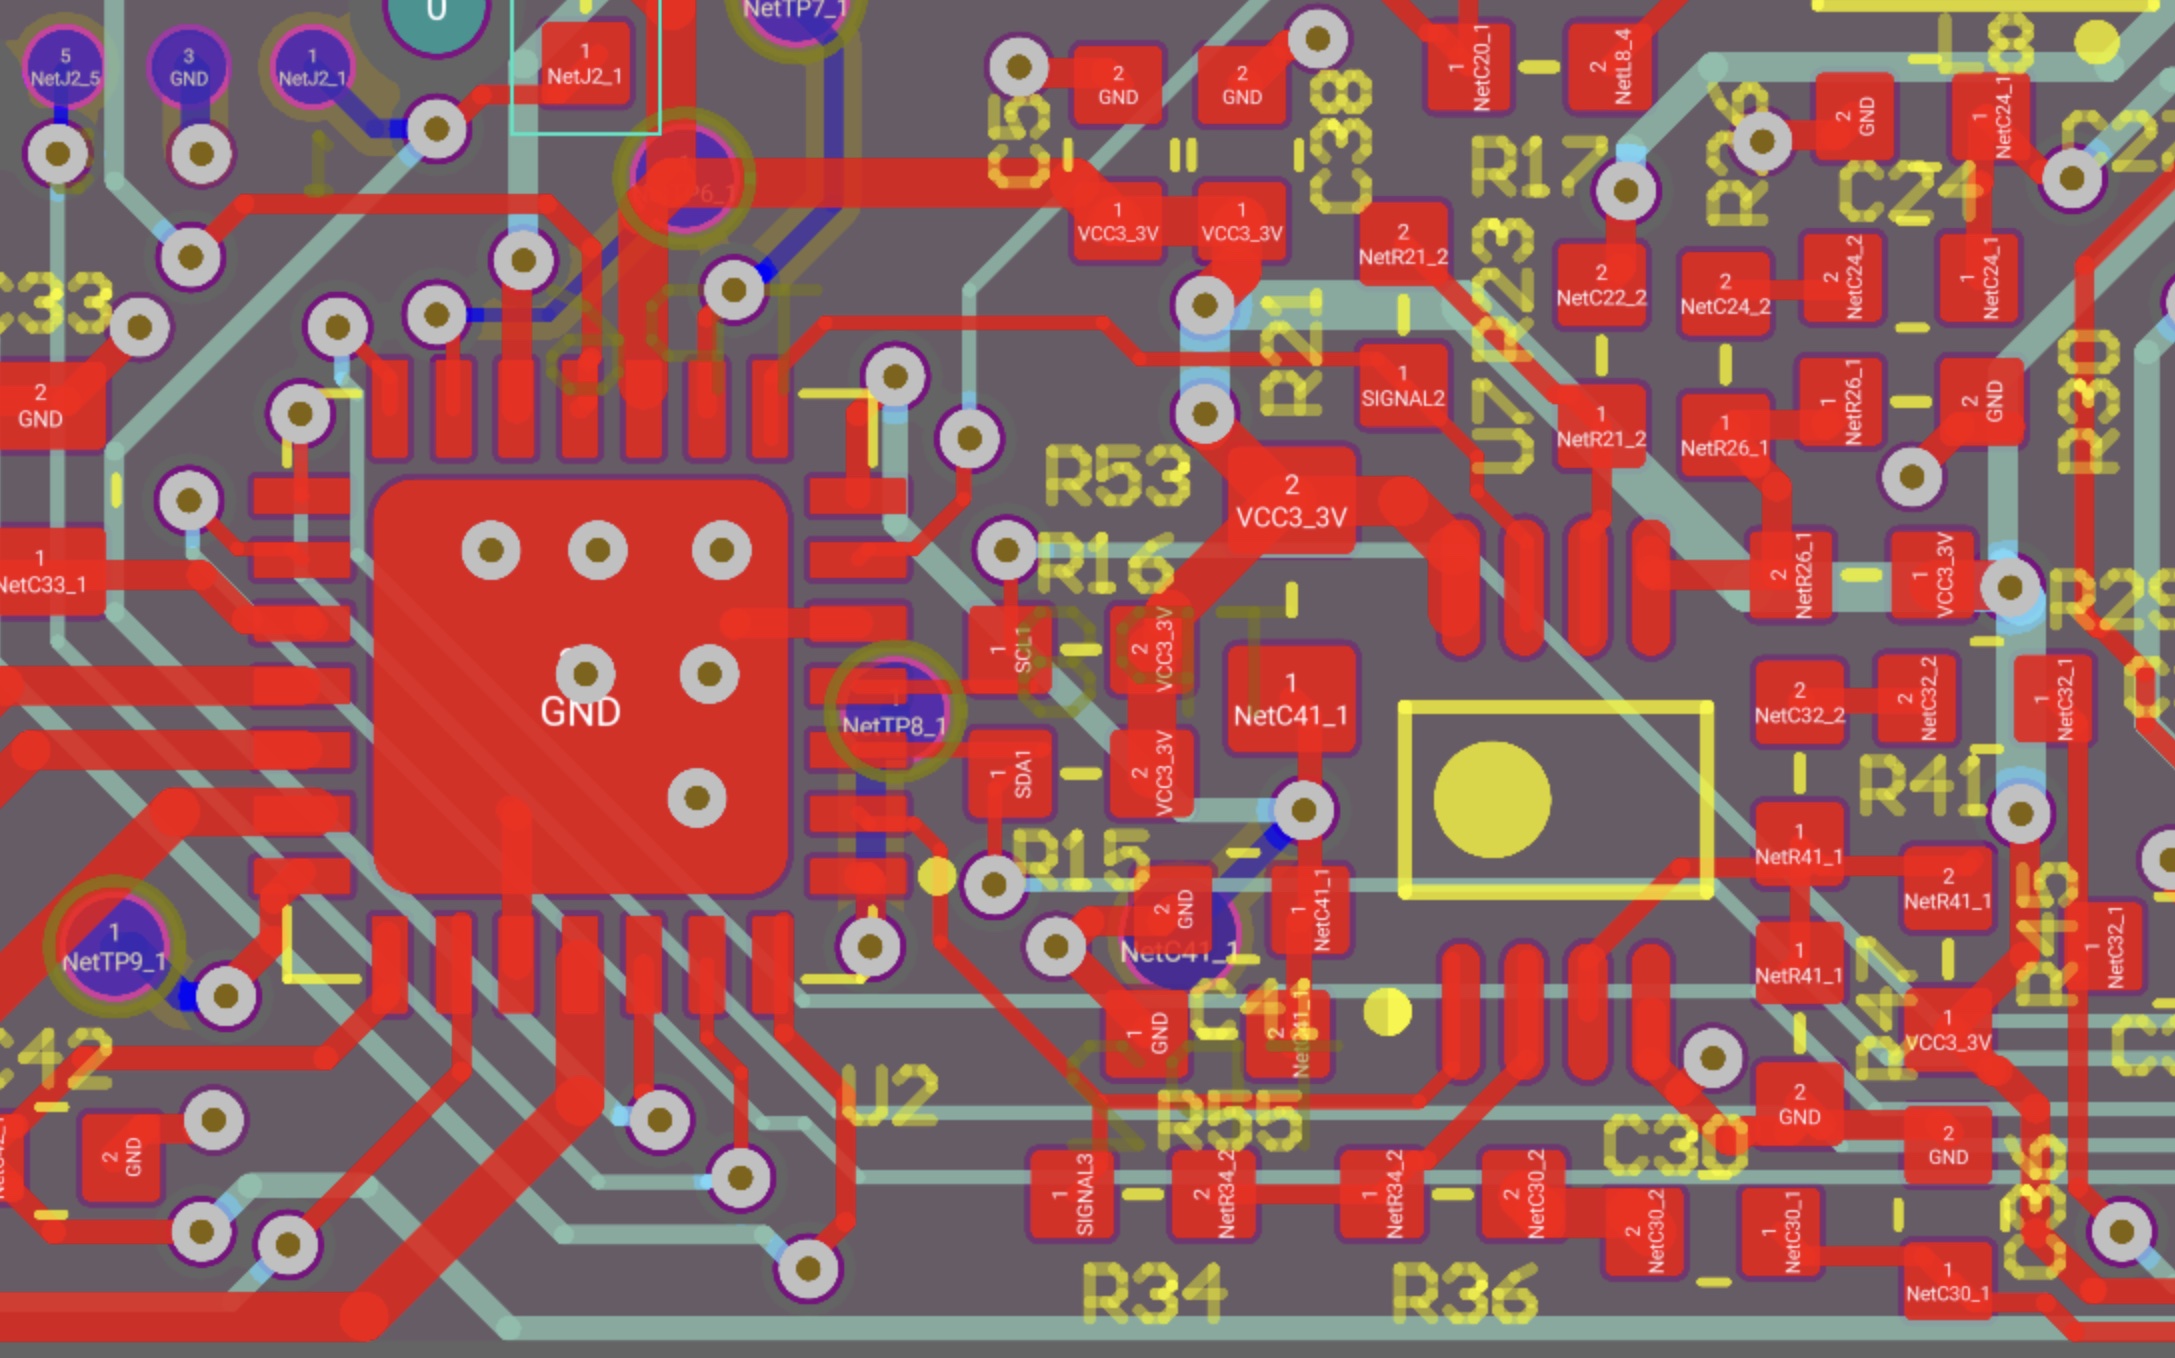 0
NetTP7_1
5
NetJ2_5
3
GND
1
NetJ2_1
1
NetJ2_1
2
GND
2
GND
C5
C38
1
NetC20_1
2
NetL8_4
L8
2
GND
1
NetC24_1
R17
C24
1
1
VCC3_3V
1
VCC3_3V
2
NetR21_2
R23
2
NetC22_2
2
NetC24_2
2
NetC24_2
1
NetC24_1
C33
R21
U7
1
SIGNAL2
1
NetR21_2
1
NetR26_1
1
NetR26_1
2
GND
R30
2
GND
R53
2
VCC3_3V
R16
1
NetC33_1
2
NetR26_1
1
VCC3_3V
1
SCL1
2
VCC3_3V
GND
1
NetTP8_1
1
NetC41_1
2
NetC32_2
2
NetC32_2
1
NetC32_1
1
SDA1
2
VCC3_3V
R41
R15
1
NetR41_1
2
NetR41_1
2
GND
1
NetC41_1
NetC41_1
1
NetTP9_1
1
NetR41_1
1
NetC32_1
C41
1
GND
2
NetC41_1
1
VCC3_3V
C42
U2
R55
C30
2
GND
2
GND
2
GND
1
SIGNAL3
2
NetR34_2
1
NetR34_2
2
NetC30_2
2
NetC30_2
1
NetC30_1
1
NetC30_1
R34
R36